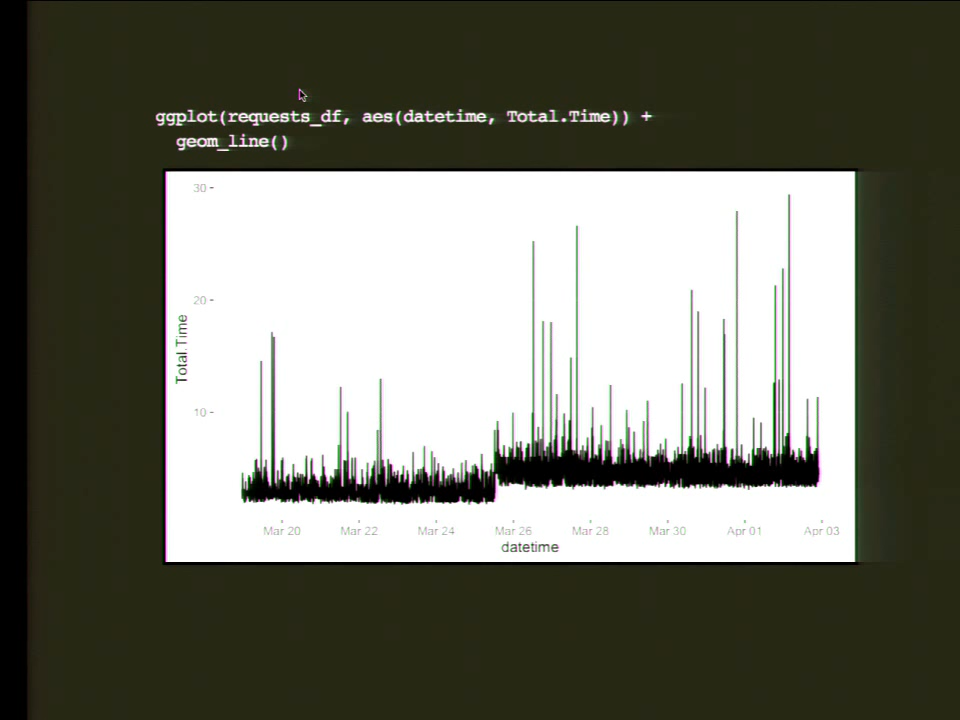 ggplot(requests_df, aes(datetime, Total.Time)) +
geom_line()
30
20
Total.Time
10
Mar 20 Mar 22 Mar 24 Mar 26 Mar 28 Mar 30 Apr 01 Apr 03
datetime